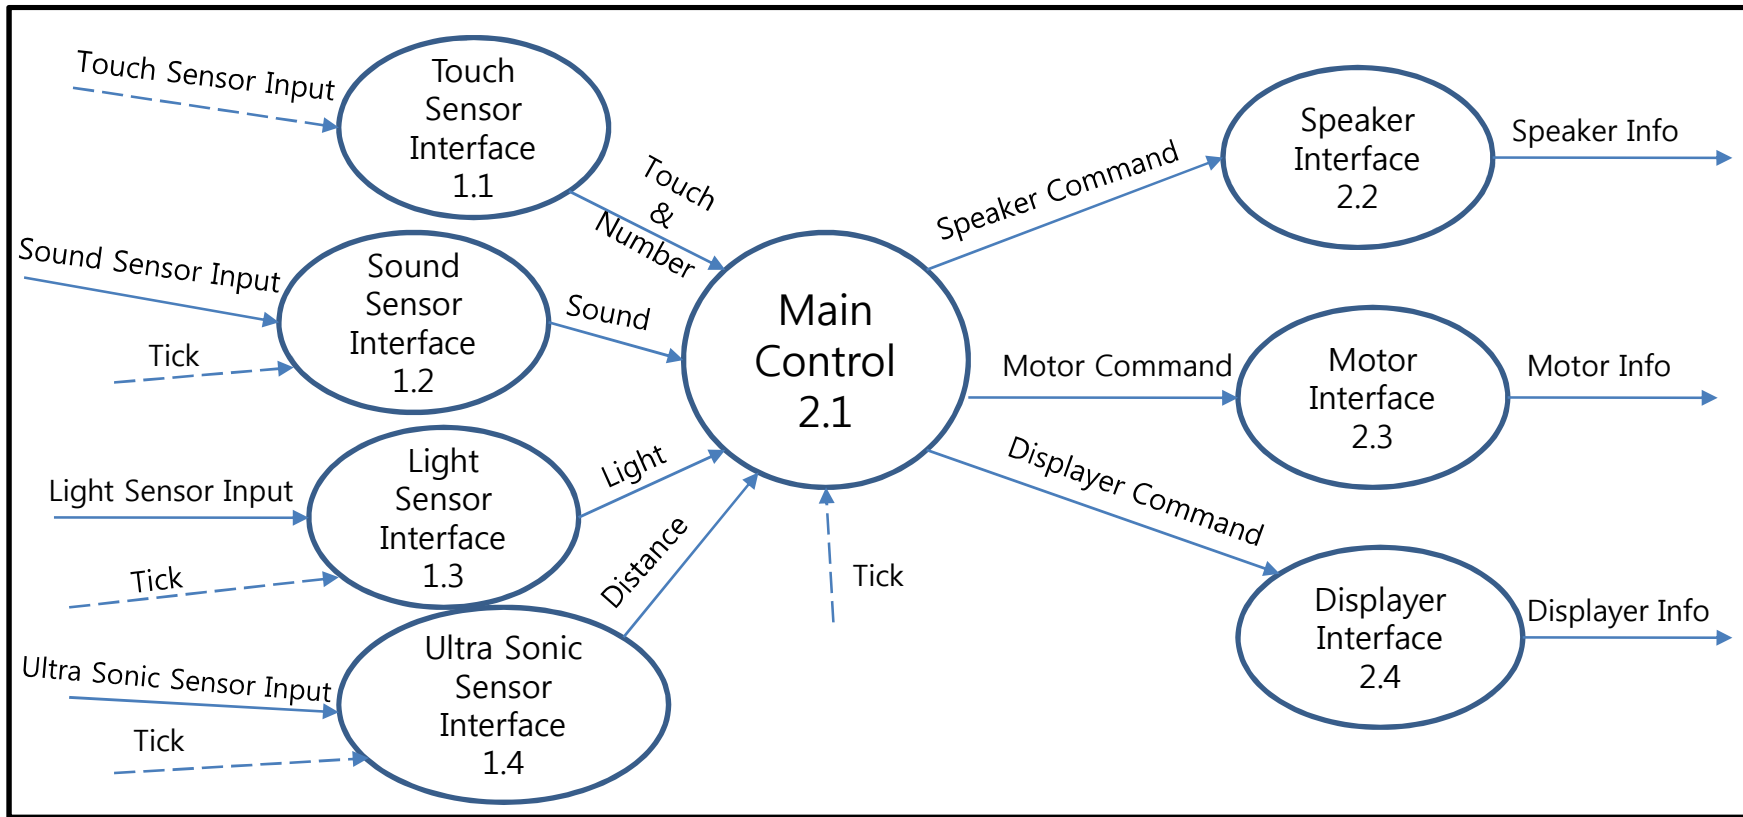 Touch Sensor Input
Touch
Sensor
Interface
1.1
Touch
&
Number
Sound Sensor Input
Tick
Sound
Sensor
Interface
1.2
Sound
Light Sensor Input
Tick
Light
Sensor
Interface
1.3
Light
Ultra Sonic Sensor Input
Tick
Ultra Sonic
Sensor
Interface
1.4
Distance
Main
Control
2.1
Tick
Speaker Command
Speaker
Interface
2.2
Speaker Info
Motor Command
Motor
Interface
2.3
Motor Info
Displayer Command
Displayer
Interface
2.4
Displayer Info